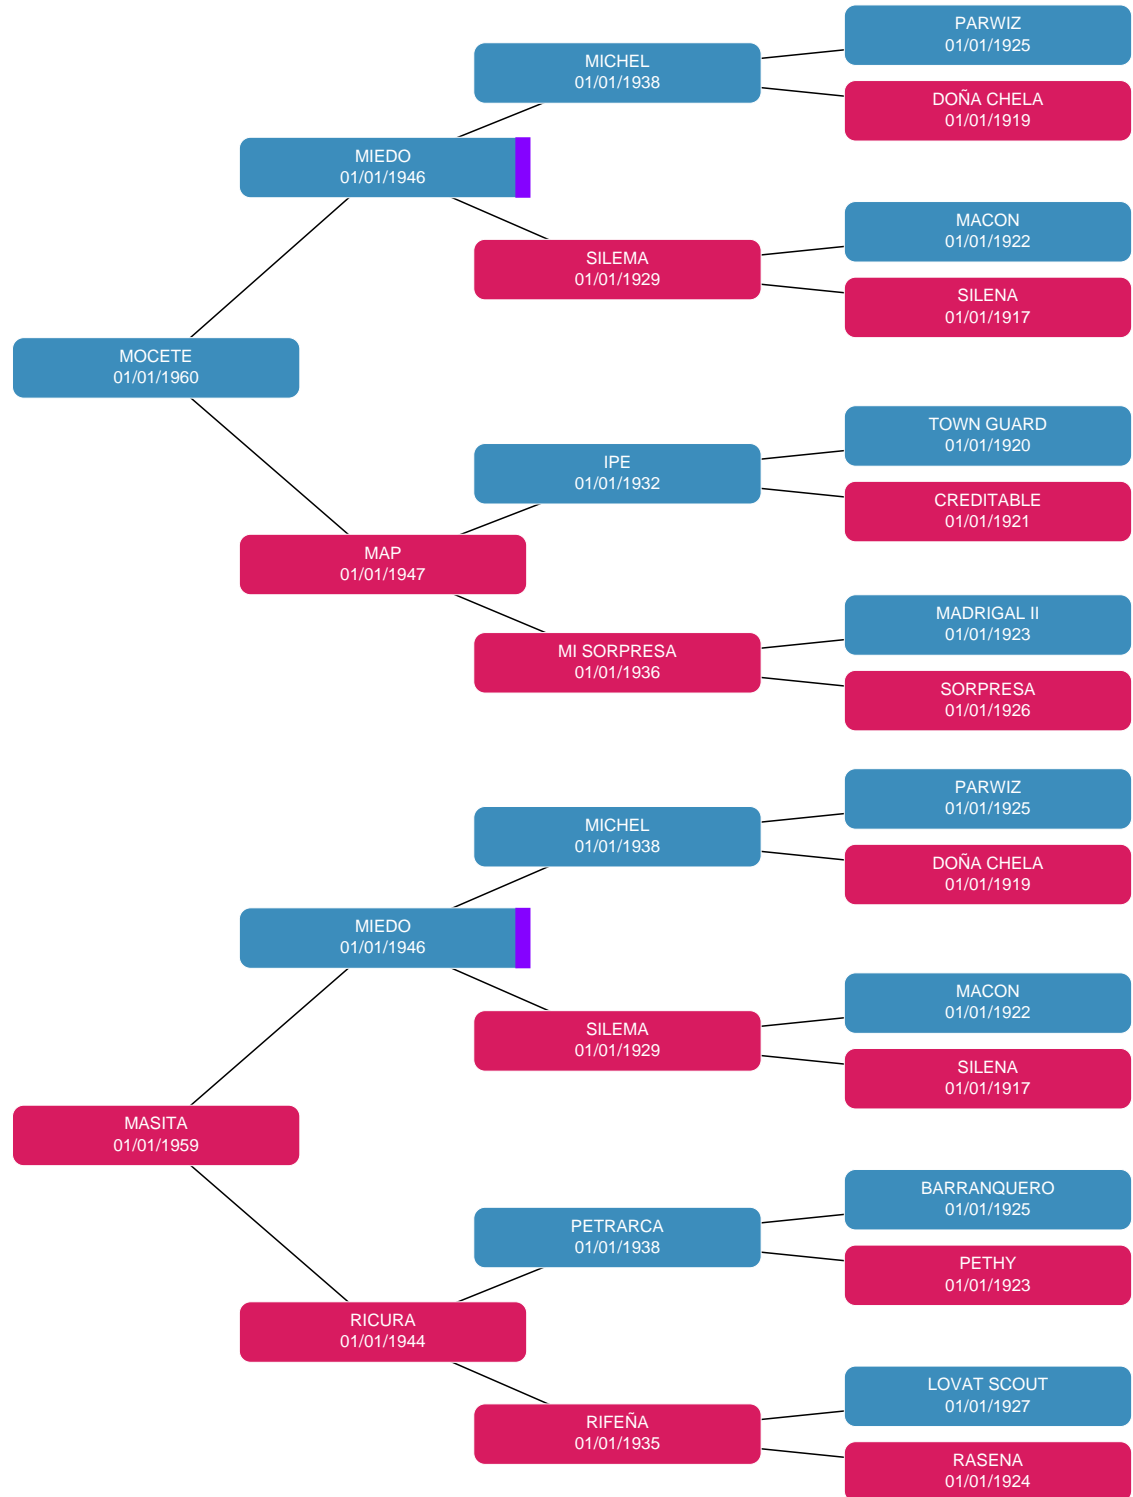 PARWIZ
01/01/1925
MICHEL
01/01/1938
DOÑA CHELA
01/01/1919
MIEDO
01/01/1946
MACON
01/01/1922
SILEMA
01/01/1929
SILENA
01/01/1917
MOCETE
01/01/1960
TOWN GUARD
01/01/1920
IPE
01/01/1932
CREDITABLE
01/01/1921
MAP
01/01/1947
MADRIGAL II
01/01/1923
MI SORPRESA
01/01/1936
SORPRESA
01/01/1926
PARWIZ
01/01/1925
MICHEL
01/01/1938
DOÑA CHELA
01/01/1919
MIEDO
01/01/1946
MACON
01/01/1922
SILEMA
01/01/1929
SILENA
01/01/1917
MASITA
01/01/1959
BARRANQUERO
01/01/1925
PETRARCA
01/01/1938
PETHY
01/01/1923
RICURA
01/01/1944
LOVAT SCOUT
01/01/1927
RIFEÑA
01/01/1935
RASENA
01/01/1924